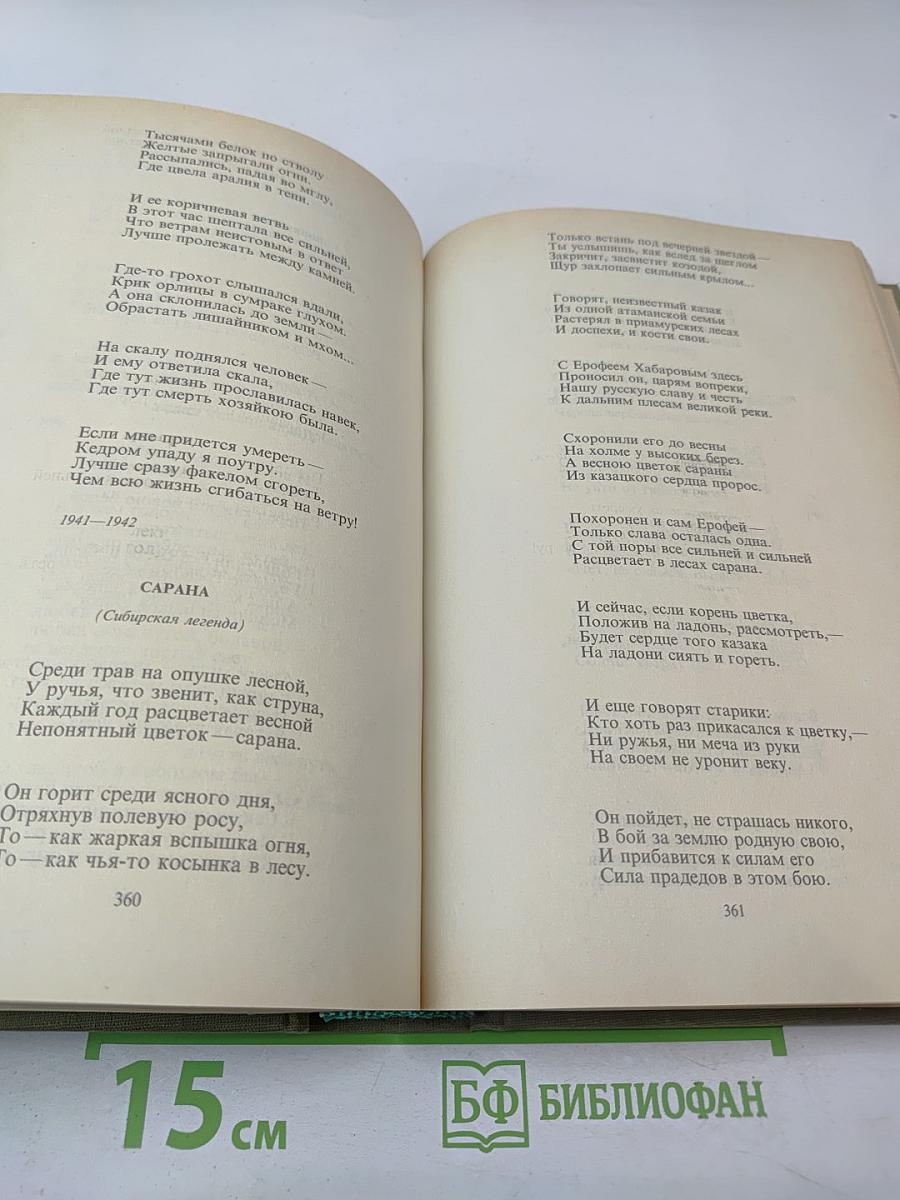 Тысячами белок по стволу
Желтые запрыгали огни.
Рассыпались, падая во мглу,
Где цвела аралия в тени.
И ее коричневая ветвь
В этот час шептала все сильней,
Что ветрам неистовым в ответ
Лучше пролежать между камней.
Где-то грохот слышался вдали,
Крик орлицы в сумраке глухом.
А она склонилась до земли—
Обрастать лишайником и мхом...
На скалу поднялся человек—
И ему ответила скала,
Где тут жизнь прославилась навек,
Где тут смерть хозяйкою была.
Если мне придется умереть—
Кедром упаду я поутру.
Лучше сразу факелом сгореть,
Чем всю жизнь сгибаться на ветру!
1941—1942
САРАНА
(Сибирская легенда)
Среди трав на опушке лесной,
У ручья, что звенит, как струна,
Каждый год расцветает весной
Непонятный цветок—сарана.
Он горит среди ясного дня,
Отряхнув полевую росу,
То—как жаркая вспышка огня,
То—как чья-то косынка в лесу.
360
Только встань под вечерней звездой—
Ты услышишь, как вслед за щеглом
Закричит, засвистит козодой,
Щур захлопает сильным крылом...
Говорят, неизвестный казак
Из одной атаманской семьи
Растерял в приамурских лесах
И доспехи, и кости свои.
С Ерофеем Хабаровым здесь
Проносил он, царям вопреки,
Нашу русскую славу и честь
К дальним плесам великой реки.
Схоронили его до весны
На холме у высоких берез.
А весною цветок сараны
Из казацкого сердца пророс.
Похоронен и сам Ерофей—
Только слава осталась одна.
С той поры все сильней и сильней
Расцветает в лесах сарана.
И сейчас, если корень цветка,
Положив на ладонь, рассмотреть,—
Будет сердце того казака
На ладони сиять и гореть.
И еще говорят старики:
Кто хоть раз прикасался к цветку,—
Ни ружья, ни меча из руки
На своем не уронит веку.
Он пойдет, не страшась никого,
В бой за землю родную свою,
И прибавится к силам его
Сила прадедов в этом бою.
361
15 см
БФ БИБЛИОФАН